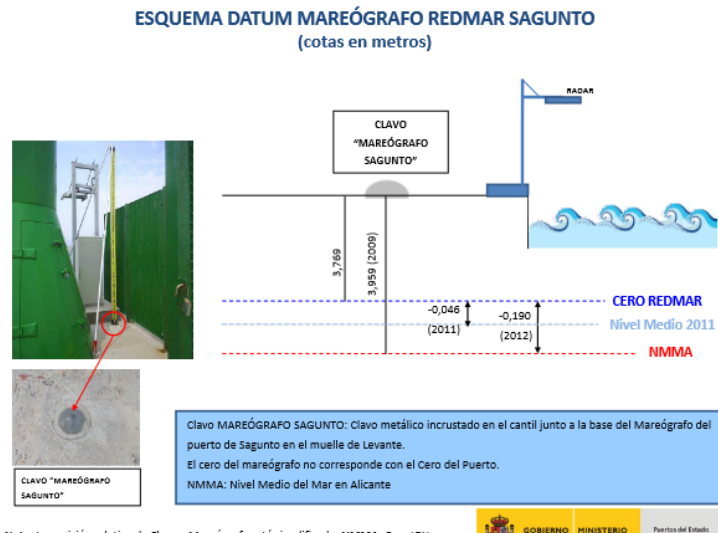 ESQUEMA DATUM MAREÓGRAFO REDMAR SAGUNTO
(cotas en metros)
RADAR
CLAVO
"MAREÓGRAFO
SAGUNTO"
3,769
3,959 (2009)
CERO REDMAR
-0,046
(2011)
-0,190
(2012)
Nivel Medio 2011
NMMA
Clavo MAREÓGRAFO SAGUNTO: Clavo metálico incrustado en el cantil junto a la base del Mareógrafo del
puerto de Sagunto en el muelle de Levante.
El cero del mareógrafo no corresponde con el Cero del Puerto.
NMMA: Nivel Medio del Mar en Alicante
CLAVO "MAREÓGRAFO
SAGUNTO"
GOBIERNO MINISTERIO
Puertos del Estado